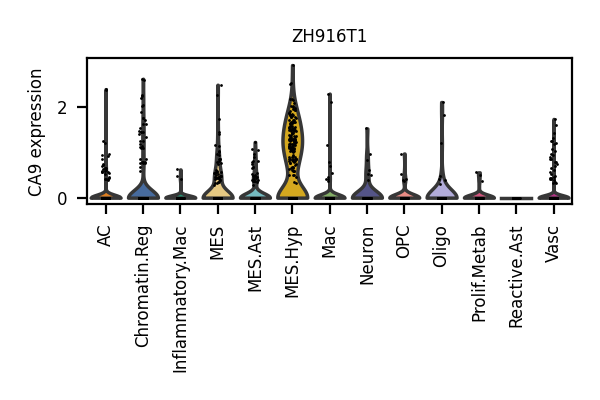 ZH916T1
CA9 expression
2
0
AC
Chromatin.Reg
Inflammatory.Mac
MES
MES.Ast
MES.Hyp
Mac
Neuron
OPC
Oligo
Prolif.Metab
Reactive.Ast
Vasc